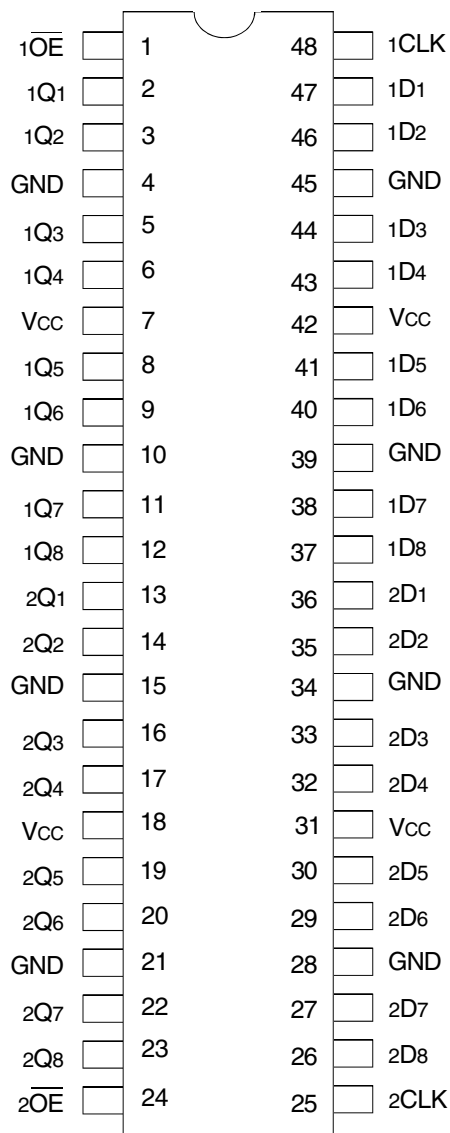 1O̅E̅ 1 48 1CLK
1Q1 2 47 1D1
1Q2 3 46 1D2
GND 4 45 GND
1Q3 5 44 1D3
1Q4 6 43 1D4
VCC 7 42 VCC
1Q5 8 41 1D5
1Q6 9 40 1D6
GND 10 39 GND
1Q7 11 38 1D7
1Q8 12 37 1D8
2Q1 13 36 2D1
2Q2 14 35 2D2
GND 15 34 GND
2Q3 16 33 2D3
2Q4 17 32 2D4
VCC 18 31 VCC
2Q5 19 30 2D5
2Q6 20 29 2D6
GND 21 28 GND
2Q7 22 27 2D7
2Q8 23 26 2D8
2O̅E̅ 24 25 2CLK